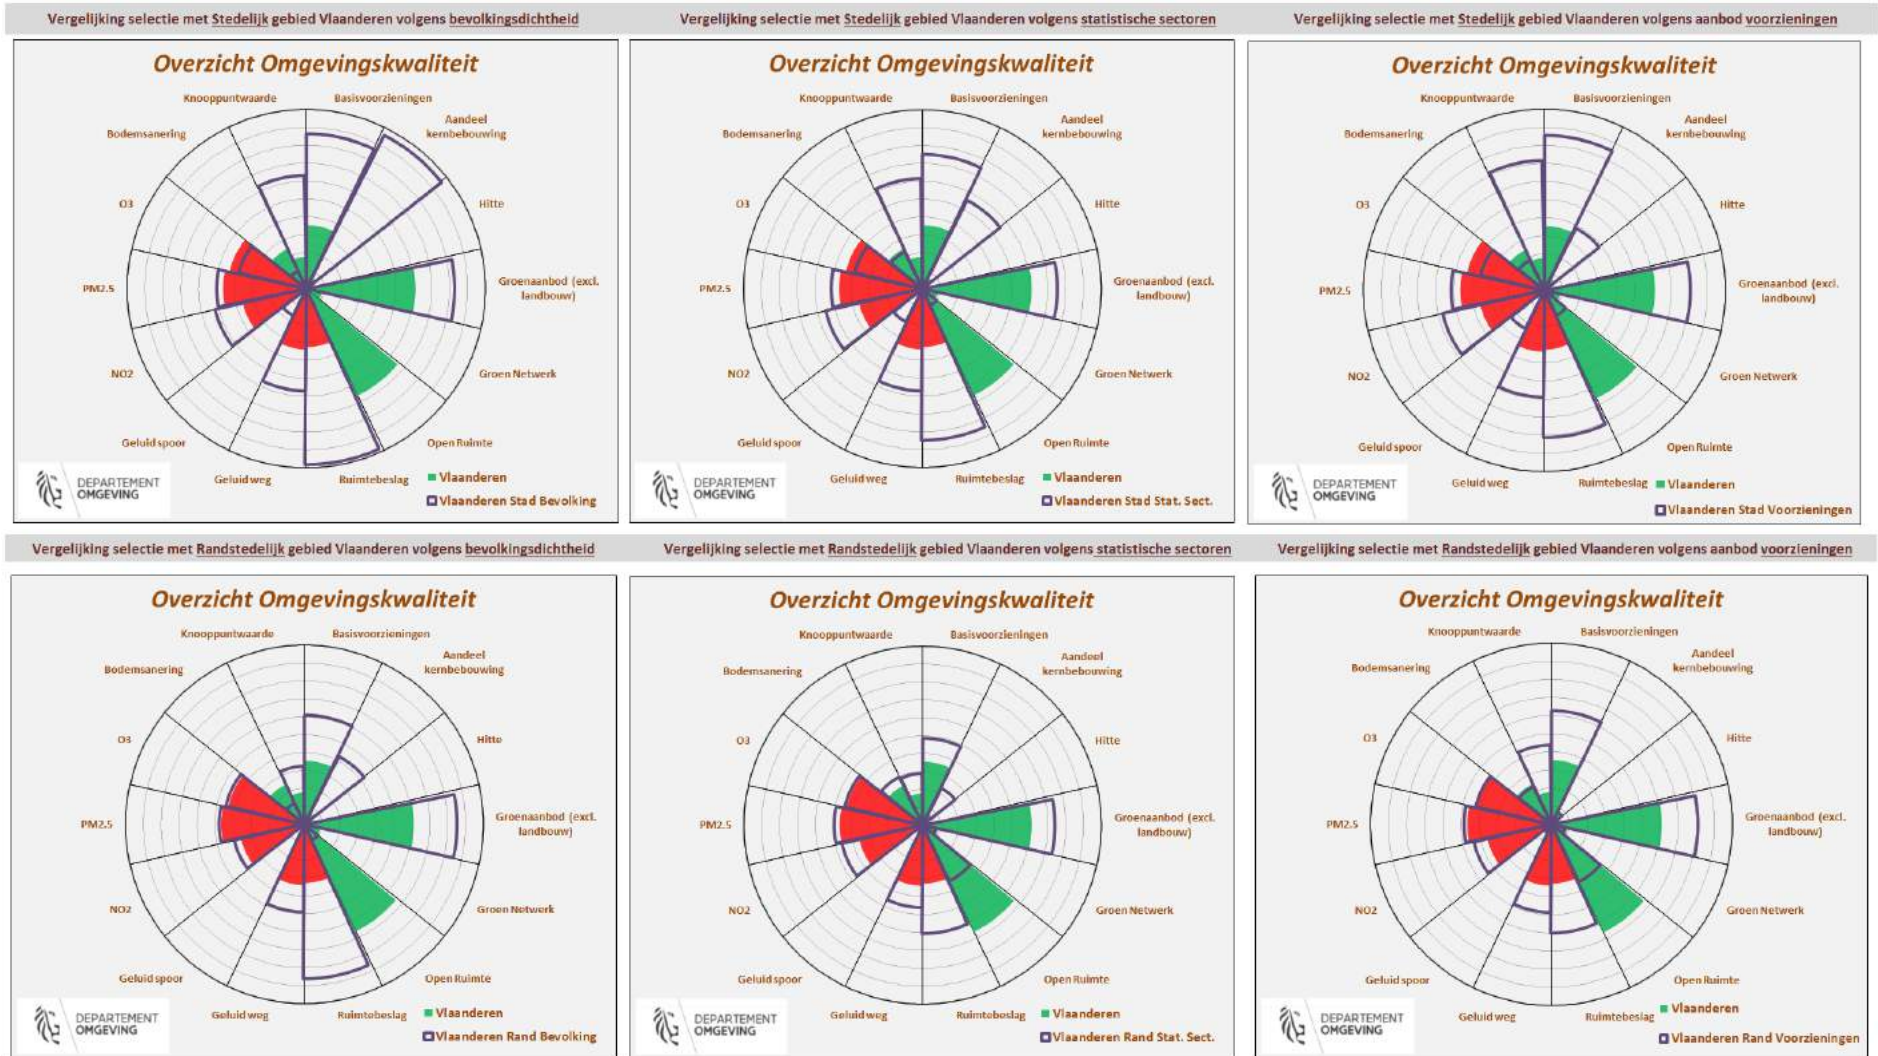 Vergelijking selectie met Stedelijk gebied Vlaanderen volgens bevolkingsdichtheid
Overzicht Omgevingskwaliteit
Knooppuntwaarde
Basisvoorzieningen
Bodemsanering
Aandeel
kernbebouwing
O3
Hitte
PM2.5
Groenaanbod (excl.
landbouw)
NO2
Groen Netwerk
Geluid spoor
Open Ruimte
Geluid weg
Ruimtebeslag
Vlaanderen
Vlaanderen Stad Bevolking
DEPARTEMENT
OMGEVING
Vergelijking selectie met Stedelijk gebied Vlaanderen volgens statistische sectoren
Overzicht Omgevingskwaliteit
Knooppuntwaarde
Basisvoorzieningen
Bodemsanering
Aandeel
kernbebouwing
O3
Hitte
PM2.5
Groenaanbod (excl.
landbouw)
NO2
Groen Netwerk
Geluid spoor
Open Ruimte
Geluid weg
Ruimtebeslag
Vlaanderen
Vlaanderen Stad Stat. Sect.
DEPARTEMENT
OMGEVING
Vergelijking selectie met Stedelijk gebied Vlaanderen volgens aanbod voorzieningen
Overzicht Omgevingskwaliteit
Knooppuntwaarde
Basisvoorzieningen
Bodemsanering
Aandeel
kernbebouwing
O3
Hitte
PM2.5
Groenaanbod (excl.
landbouw)
NO2
Groen Netwerk
Geluid spoor
Open Ruimte
Geluid weg
Ruimtebeslag
Vlaanderen
Vlaanderen Stad Voorzieningen
DEPARTEMENT
OMGEVING
Vergelijking selectie met Randstedelijk gebied Vlaanderen volgens bevolkingsdichtheid
Overzicht Omgevingskwaliteit
Knooppuntwaarde
Basisvoorzieningen
Bodemsanering
Aandeel
kernbebouwing
O3
Hitte
PM2.5
Groenaanbod (excl.
landbouw)
NO2
Groen Netwerk
Geluid spoor
Open Ruimte
Geluid weg
Ruimtebeslag
Vlaanderen
Vlaanderen Rand Bevolking
DEPARTEMENT
OMGEVING
Vergelijking selectie met Randstedelijk gebied Vlaanderen volgens statistische sectoren
Overzicht Omgevingskwaliteit
Knooppuntwaarde
Basisvoorzieningen
Bodemsanering
Aandeel
kernbebouwing
O3
Hitte
PM2.5
Groenaanbod (excl.
landbouw)
NO2
Groen Netwerk
Geluid spoor
Open Ruimte
Geluid weg
Ruimtebeslag
Vlaanderen
Vlaanderen Rand Stat. Sect.
DEPARTEMENT
OMGEVING
Vergelijking selectie met Randstedelijk gebied Vlaanderen volgens aanbod voorzieningen
Overzicht Omgevingskwaliteit
Knooppuntwaarde
Basisvoorzieningen
Bodemsanering
Aandeel
kernbebouwing
O3
Hitte
PM2.5
Groenaanbod (excl.
landbouw)
NO2
Groen Netwerk
Geluid spoor
Open Ruimte
Geluid weg
Ruimtebeslag
Vlaanderen
Vlaanderen Rand Voorzieningen
DEPARTEMENT
OMGEVING